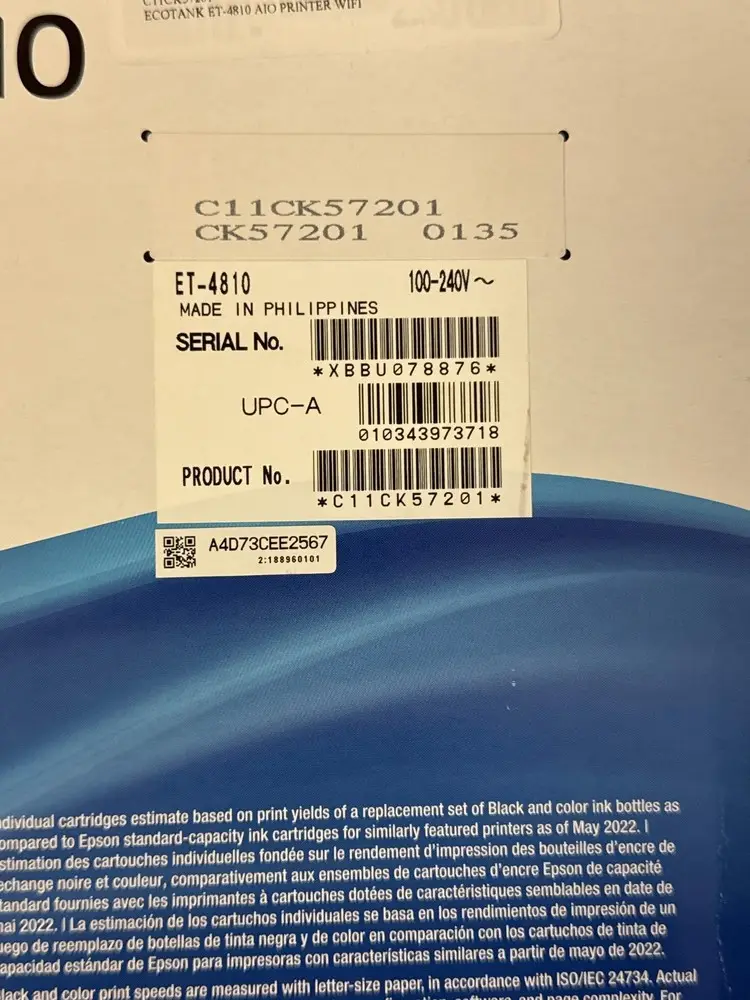 ECOTANK ET-4810 AIO PRINTER WIFI
10
C11CK57201
CK57201 0135
ET-4810 100-240V～
MADE IN PHILIPPINES
SERIAL No.
*XBBU078876*
UPC-A
010343973718
PRODUCT No.
*C11CK57201*
A4D73CEE2567
2:188960101
dividual cartridges estimate based on print yields of a replacement set of Black and color ink bottles as
ompared to Epson standard-capacity ink cartridges for similarly featured printers as of May 2022. |
stimation des cartouches individuelles fondée sur le rendement d'impression des bouteilles d'encre de
echange noire et couleur, comparativement aux ensembles de cartouches d'encre Epson de capacité
tandard fournies avec les imprimantes à cartouches dotées de caractéristiques semblables en date de
mai 2022. | La estimación de los cartuchos individuales se basa en los rendimientos de impresión de un
uego de reemplazo de botellas de tinta negra y de color en comparación con los cartuchos de tinta de
apacidad estándar de Epson para impresoras con características similares a partir de mayo de 2022.
lack and color print speeds are measured with letter-size paper, in accordance with ISO/IEC 24734. Actual
software, and page complexity. For